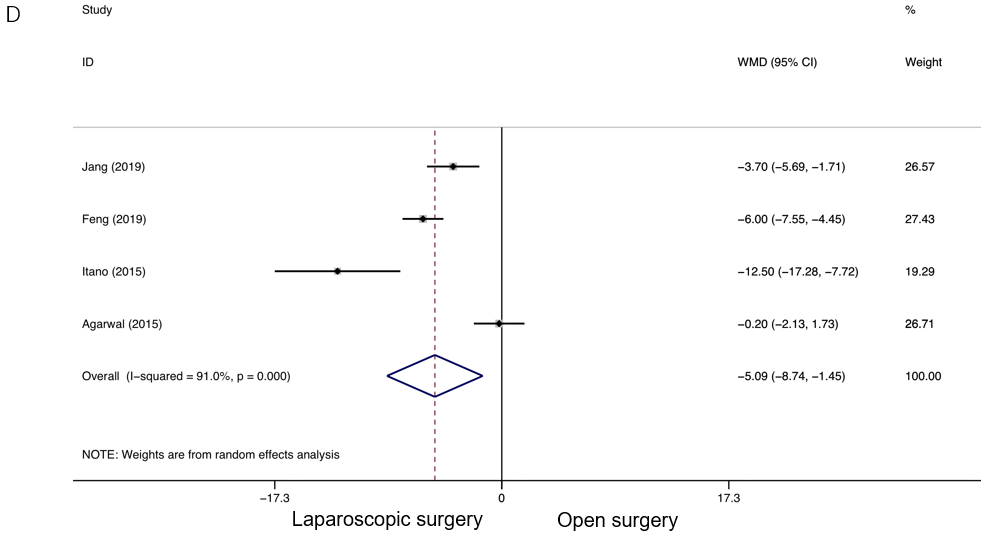 D
Study %
ID WMD (95% CI) Weight
Jang (2019) −3.70 (−5.69, −1.71) 26.57
Feng (2019) −6.00 (−7.55, −4.45) 27.43
Itano (2015) −12.50 (−17.28, −7.72) 19.29
Agarwal (2015) −0.20 (−2.13, 1.73) 26.71
Overall (I−squared = 91.0%, p = 0.000) −5.09 (−8.74, −1.45) 100.00
NOTE: Weights are from random effects analysis
−17.3 0 17.3
Laparoscopic surgery Open surgery